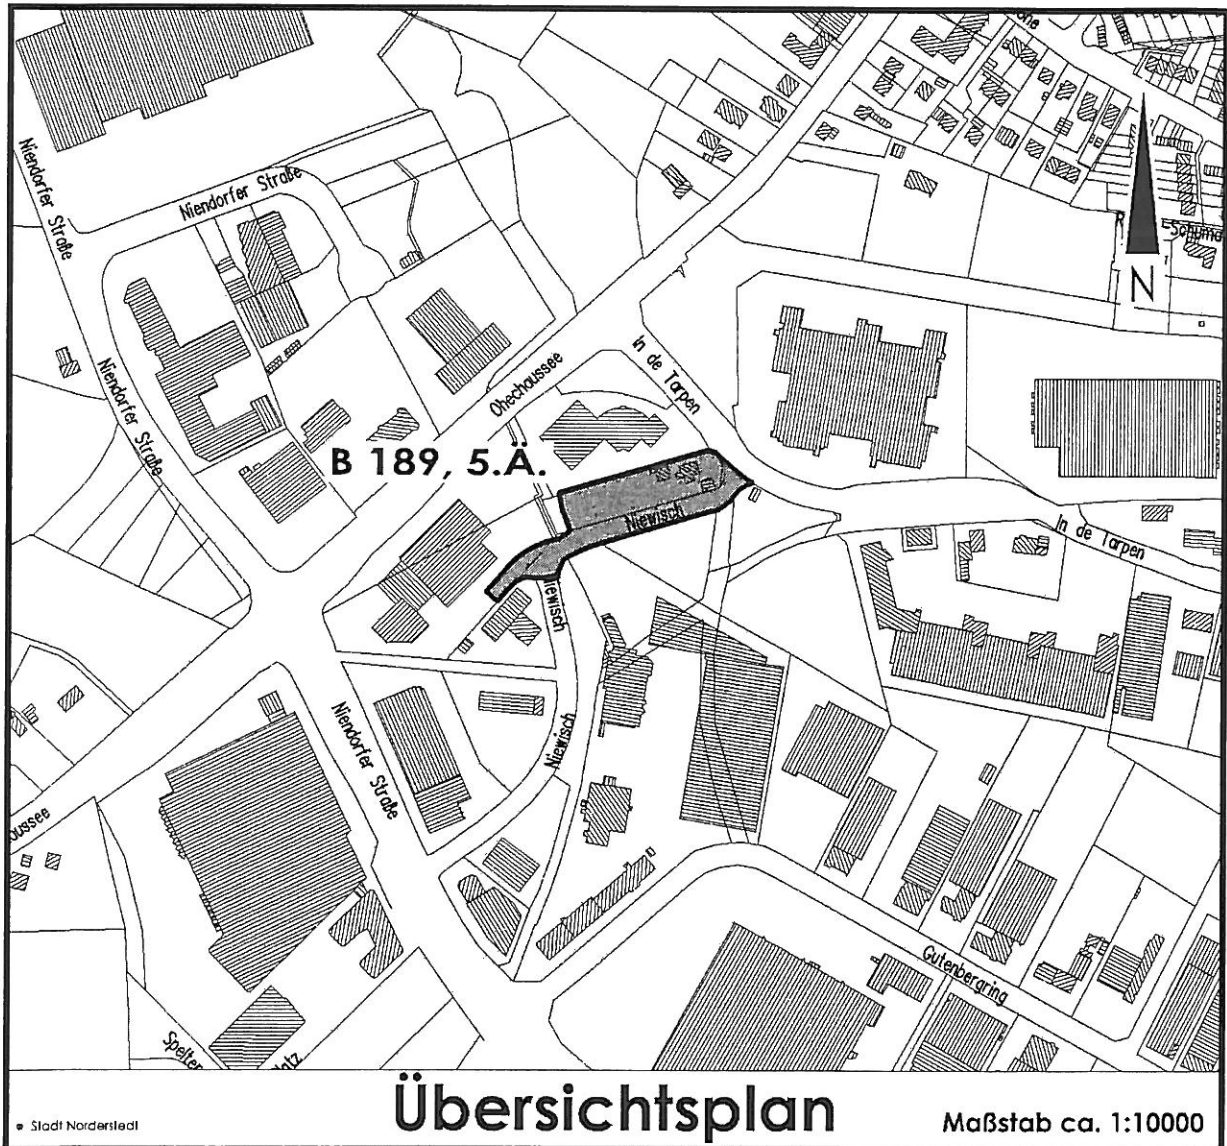 Niendorfer Straße
Niendorfer Straße
Niendorfer Straße
Ohechaussee
In de Tarpen
N
B 189, 5.Ä.
Niewisch
In de Tarpen
Niewisch
Niendorfer Straße
Gutenbergring
Übersichtsplan
Stadt Norderstedt
Maßstab ca. 1:10000